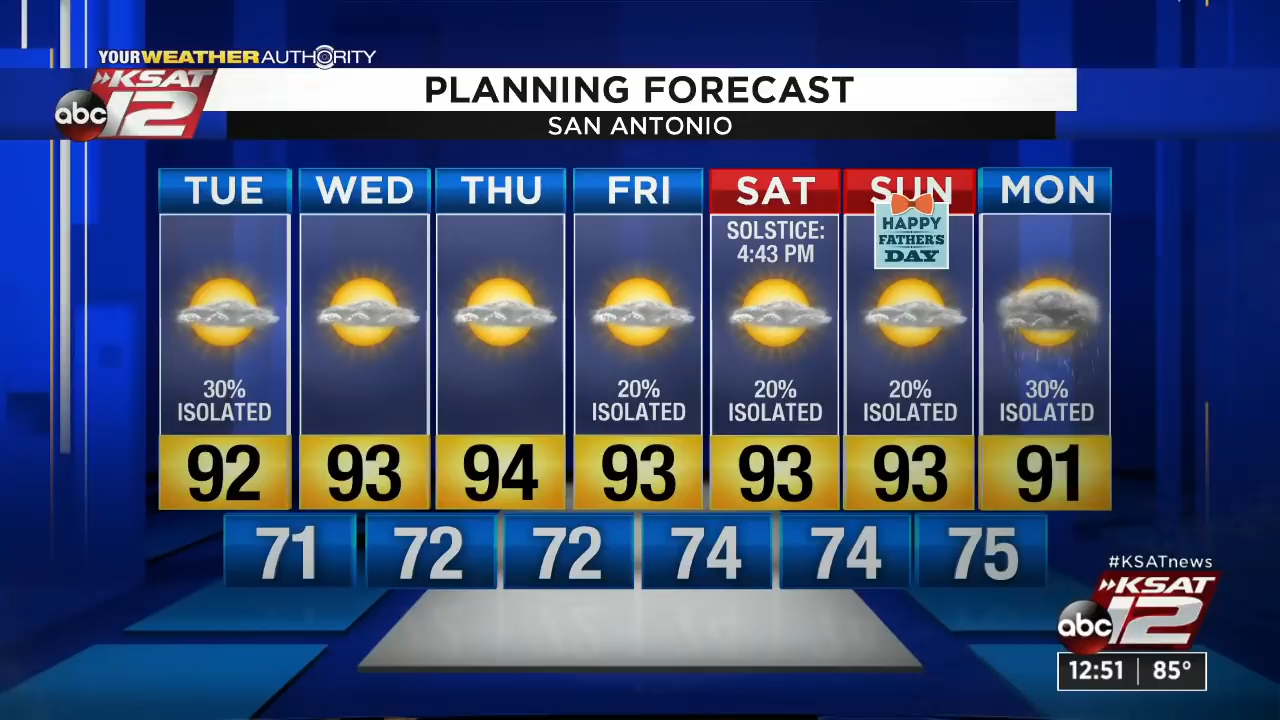 YOURWEATHERAUTHORITY
KSAT
abc 12
PLANNING FORECAST
SAN ANTONIO
TUE
WED
THU
FRI
SAT
SUN
MON
SOLSTICE:
4:43 PM
HAPPY
FATHER'S
DAY
30%
ISOLATED
20%
ISOLATED
20%
ISOLATED
20%
ISOLATED
30%
ISOLATED
92
93
94
93
93
93
91
71
72
72
74
74
75
#KSATnews
KSAT
abc 12
12:51 85°